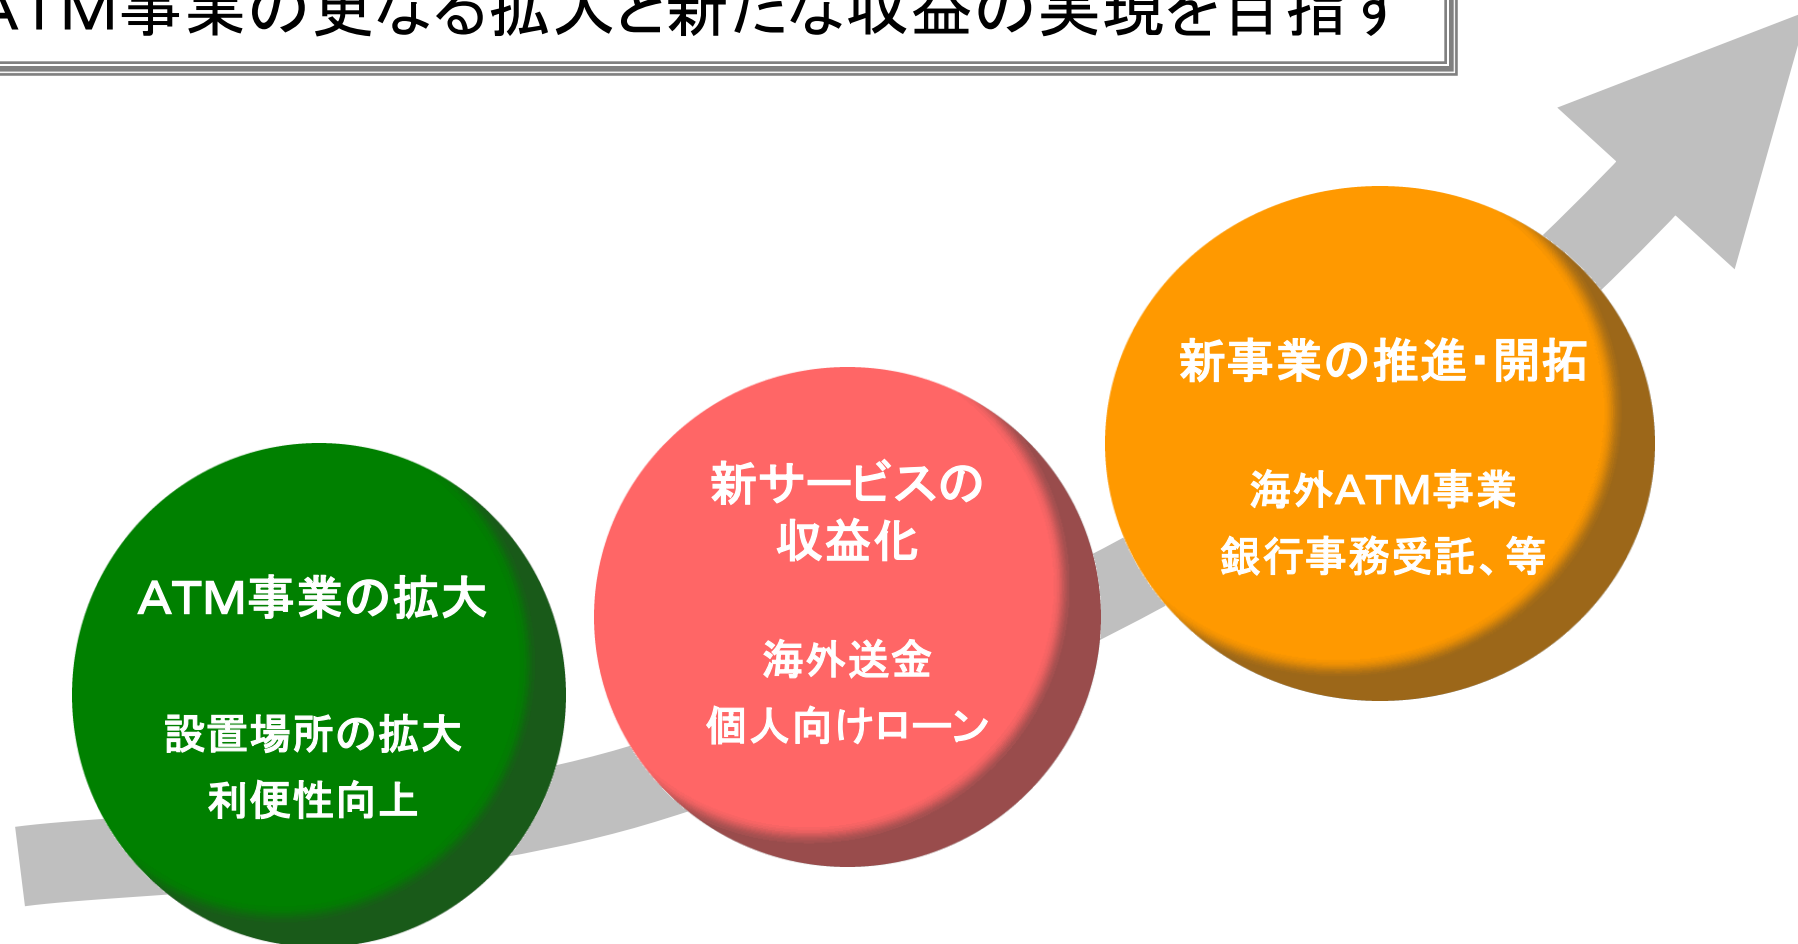 ATM事業の更なる拡大と新たな収益の実現を目指す
新事業の推進・開拓
海外ATM事業
銀行事務受託、等
新サービスの
収益化
海外送金
個人向けローン
ATM事業の拡大
設置場所の拡大
利便性向上